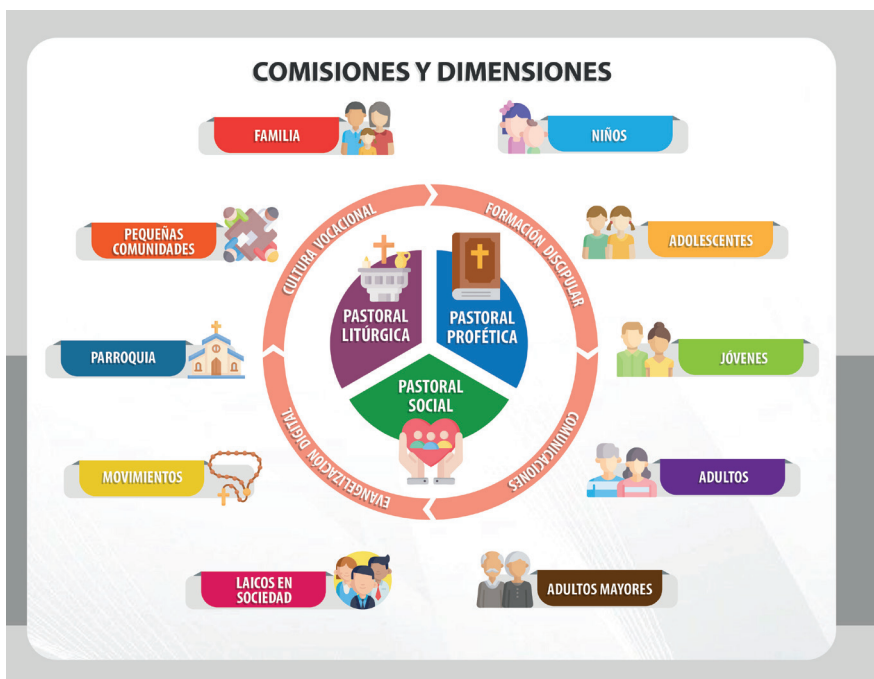 COMISIONES Y DIMENSIONES
FAMILIA
NIÑOS
PEQUEÑAS
COMUNIDADES
ADOLESCENTES
CULTURA VOCACIONAL
FORMACIÓN DISCIPULAR
PASTORAL
LITÚRGICA
PASTORAL
PROFÉTICA
PARROQUIA
JÓVENES
PASTORAL
SOCIAL
EVANGELIZACIÓN DIGITAL
COMUNICACIONES
MOVIMIENTOS
ADULTOS
LAICOS EN
SOCIEDAD
ADULTOS MAYORES